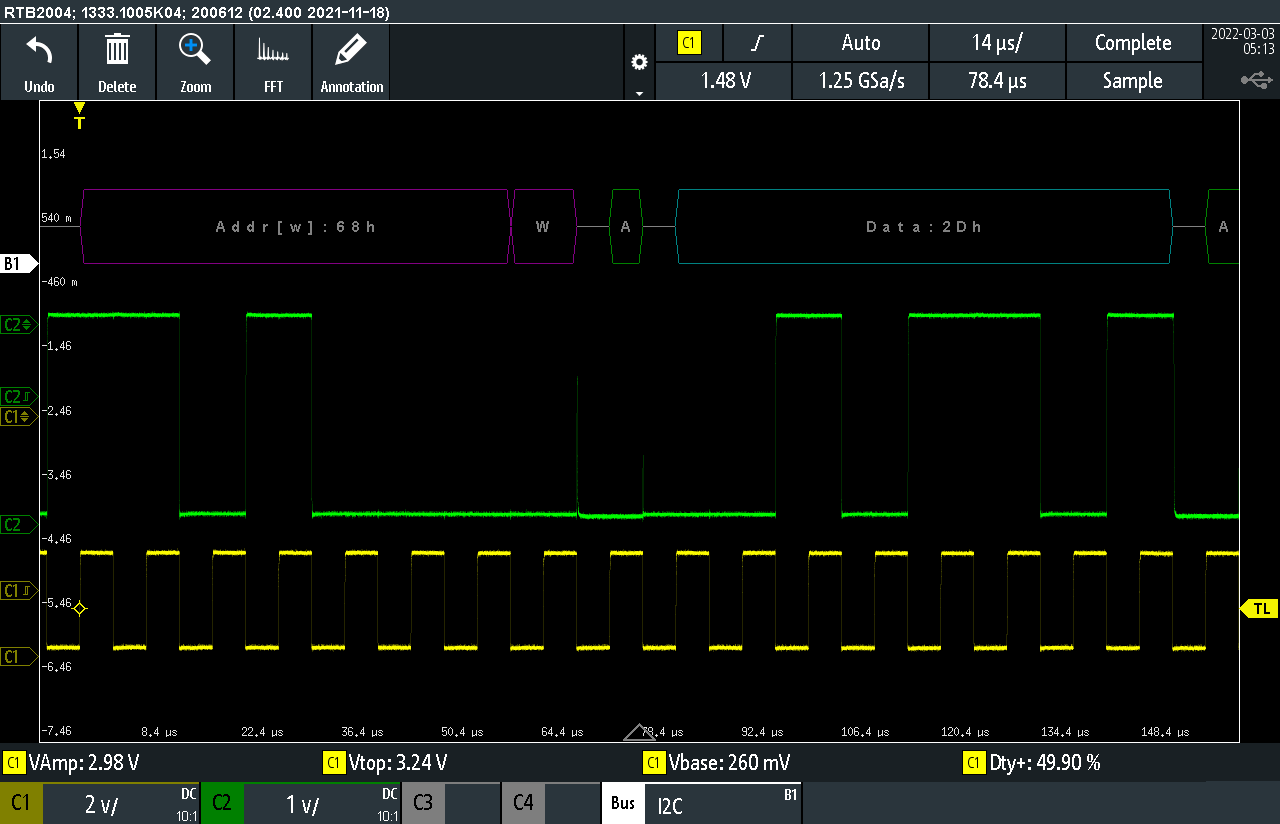 RTB2004; 1333.1005K04; 200612 (02.400 2021-11-18)
Undo Delete Zoom FFT Annotation
C1 Auto 14 µs/ Complete
1.48 V 1.25 GSa/s 78.4 µs Sample
2022-03-03
05:13
T
1.54
540 m
Addr[w]:68h W A Data:2Dh A
B1
-460 m
C2
-1.46
C2
-2.46
C1
-3.46
C2
-4.46
C1
-5.46
TL
C1
-6.46
-7.46
8.4 µs 22.4 µs 36.4 µs 50.4 µs 64.4 µs 78.4 µs 92.4 µs 106.4 µs 120.4 µs 134.4 µs 148.4 µs
C1 VAmp: 2.98 V C1 Vtop: 3.24 V C1 Vbase: 260 mV C1 Dty+: 49.90 %
C1 2 V/ DC 10:1 C2 1 V/ DC 10:1 C3 C4 Bus I2C B1